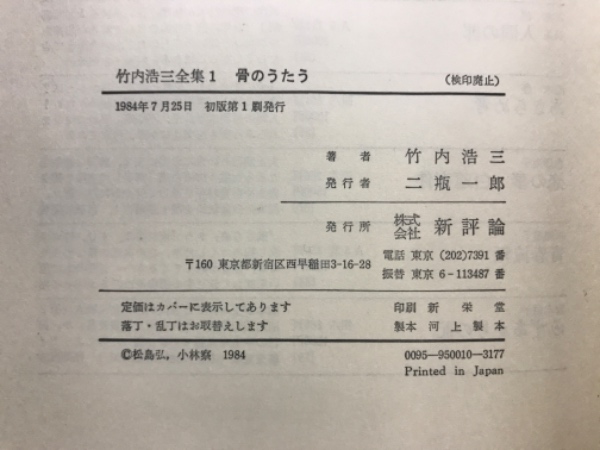 竹内浩三全集1 骨のうたう (検印廃止)
1984年7月25日 初版第1刷発行
著者 竹内浩三
発行者 二瓶一郎
発行所 株式会社 新評論
〒160 東京都新宿区西早稲田3-16-28
電話 東京 (202)7391 番
振替 東京 6-113487 番
定価はカバーに表示してあります
落丁・乱丁はお取替えします
印刷 新栄堂
製本 河上製本
©松島弘,小林察 1984
0095-950010-3177
Printed in Japan